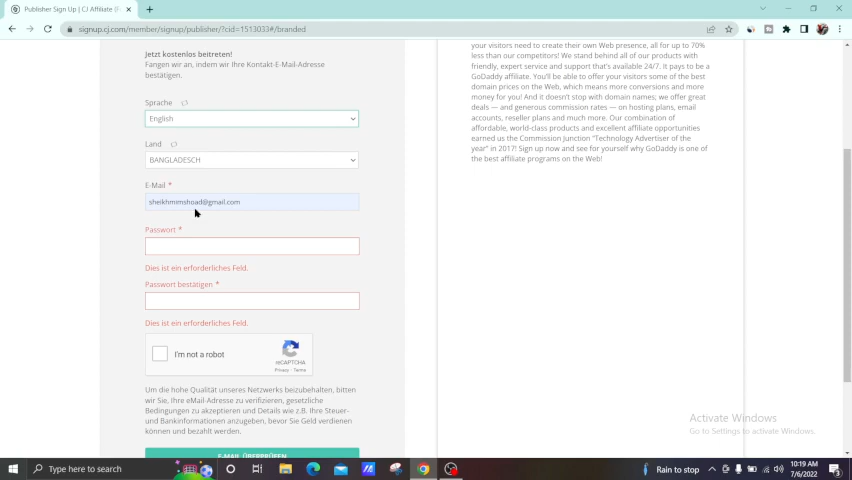 Publisher Sign Up | CJ Affiliate (F
signup.cj.com/member/signup/publisher/?cid=1513033#/branded
Jetzt kostenlos beitreten!
Fangen wir an, indem wir Ihre Kontakt-E-Mail-Adresse
bestätigen.
Sprache
English
Land
BANGLADESCH
E-Mail *
sheikhmimshoad@gmail.com
Passwort *
Dies ist ein erforderliches Feld.
Passwort bestätigen *
Dies ist ein erforderliches Feld.
I'm not a robot
reCAPTCHA
Privacy - Terms
Um die hohe Qualität unseres Netzwerks beizubehalten, bitten
wir Sie, Ihre eMail-Adresse zu verifizieren, gesetzliche
Bedingungen zu akzeptieren und Details wie z.B. Ihre Steuer-
und Bankinformationen anzugeben, bevor Sie Geld verdienen
können und bezahlt werden.
E-MAIL ÜBERPRÜFEN
your visitors need to create their own Web presence, all for up to 70%
less than our competitors! We stand behind all of our products with
friendly, expert service and support that's available 24/7. It pays to be a
GoDaddy affiliate. You'll be able to offer your visitors some of the best
domain prices on the Web, which means more conversions and more
money for you! And it doesn't stop with domain names; we offer great
deals — and generous commission rates — on hosting plans, email
accounts, reseller plans and much more. Our combination of
affordable, world-class products and excellent affiliate opportunities
earned us the Commission Junction "Technology Advertiser of the
year" in 2017! Sign up now and see for yourself why GoDaddy is one of
the best affiliate programs on the Web!
Activate Windows
Go to Settings to activate Windows.
Type here to search
Rain to stop
10:19 AM
7/6/2022
3